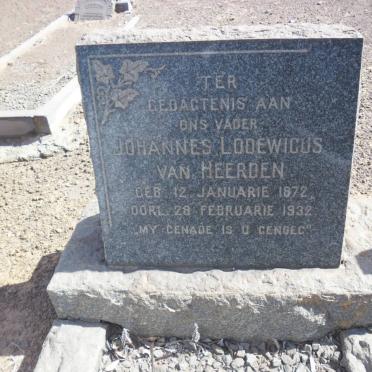 TER
GEDAGTENIS AAN
ONS VADER
JOHANNES LODEWICUS
VAN HEERDEN
GEB. 12 JANUARIE 1872
OORL. 28 FEBRUARIE 1932
"MY GENADE IS U GENOEG"